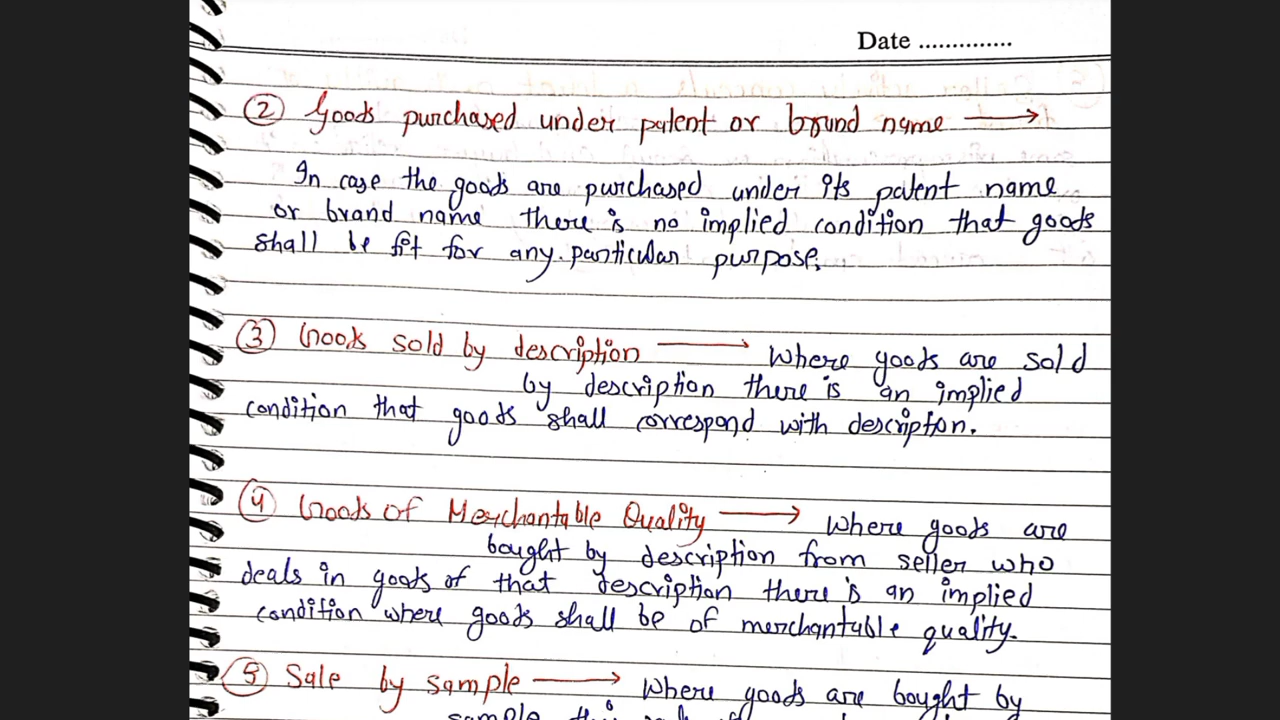 Date ..............
② Goods purchased under patent or brand name →
In case the goods are purchased under its patent name
or brand name there is no implied condition that goods
shall be fit for any particular purpose.
③ Goods sold by description → Where goods are sold
by description there is an implied
condition that goods shall correspond with description.
④ Goods of Merchantable Quality → Where goods are
bought by description from seller who
deals in goods of that description there is an implied
condition where goods shall be of merchantable quality.
⑤ Sale by sample → Where goods are bought by
sample